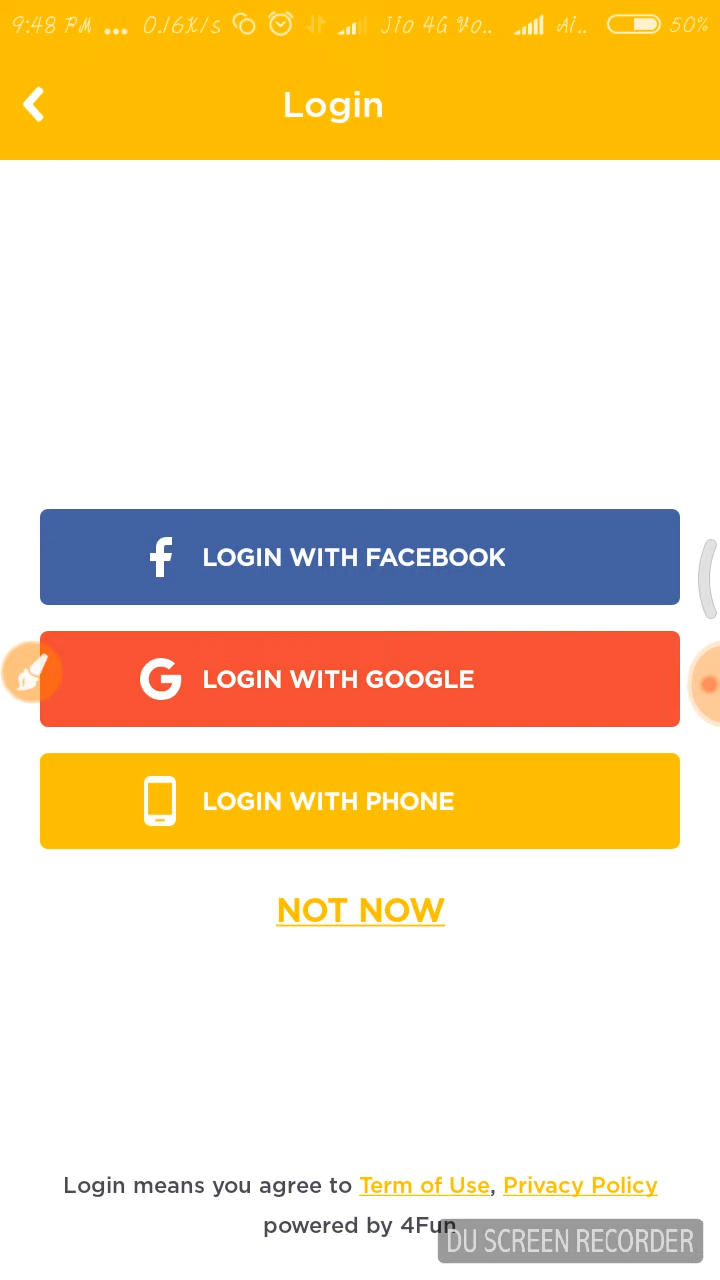 9:48 PM ... 0.16K/s Jio 4G Vo.. Ai.. 50%
Login
LOGIN WITH FACEBOOK
G LOGIN WITH GOOGLE
LOGIN WITH PHONE
NOT NOW
Login means you agree to Term of Use, Privacy Policy
powered by 4Fun
DU SCREEN RECORDER